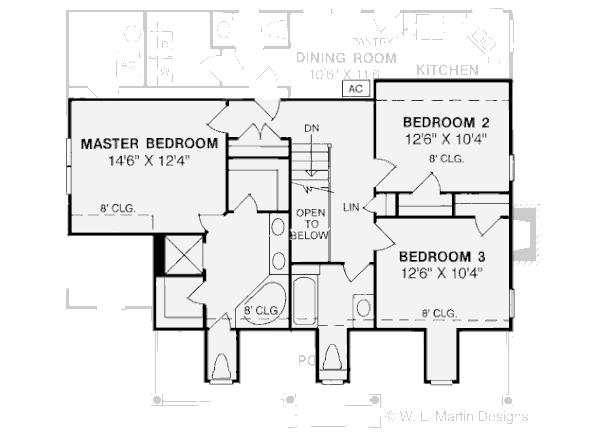 PANTRY
DINING ROOM
10'6" X 11'6
KITCHEN
AC
MASTER BEDROOM
14'6" X 12'4"
8' CLG.
DN
BEDROOM 2
12'6" X 10'4"
8' CLG.
OPEN
TO
BELOW
LIN
BEDROOM 3
12'6" X 10'4"
8' CLG.
8' CLG.
PO
© W. L. Martin Designs